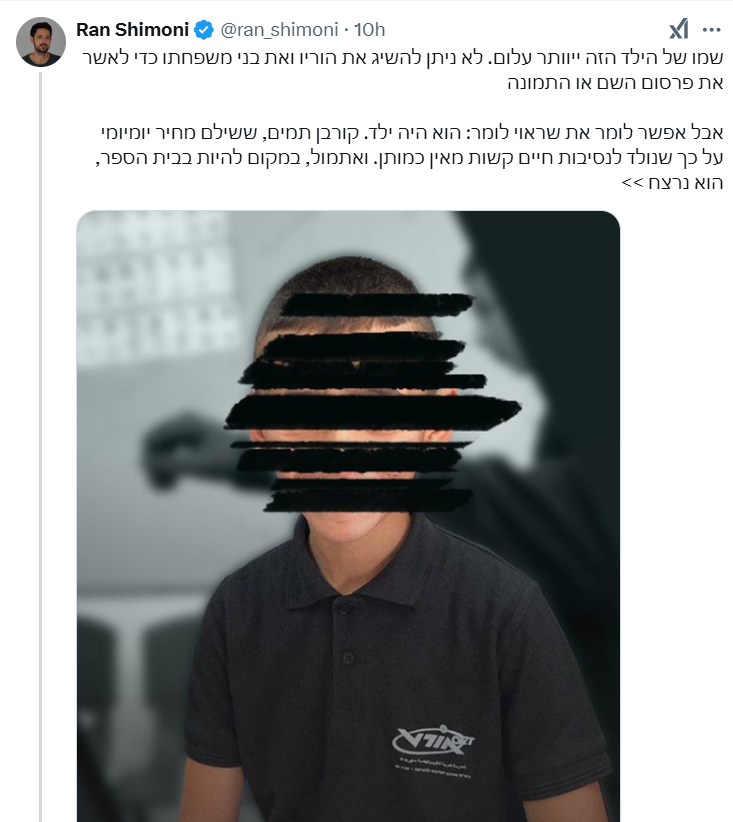 Ran Shimoni @ran_shimoni · 10h
שמו של הילד הזה ייוותר עלום. לא ניתן להשיג את הוריו ואת בני משפחתו כדי לאשר
את פרסום השם או התמונה
אבל אפשר לומר את שראוי לומר: הוא היה ילד. קורבן תמים, ששילם מחיר יומיומי
על כך שנולד לנסיבות חיים קשות מאין כמותן. ואתמול, במקום להיות בבית הספר,
הוא נרצח >>
אורט